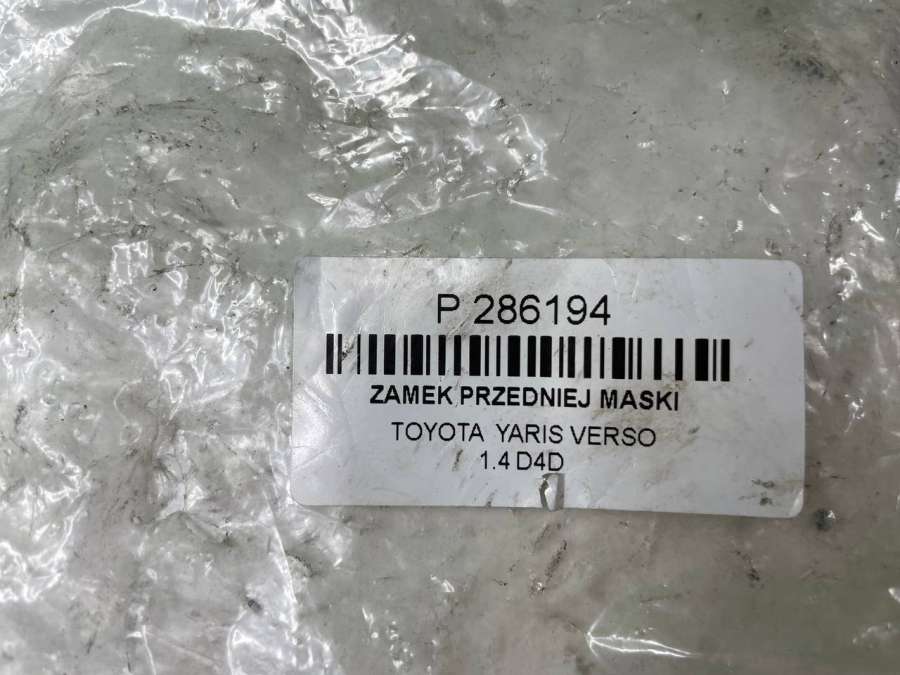 P 286194
ZAMEK PRZEDNIEJ MASKI
TOYOTA YARIS VERSO
1.4 D4D